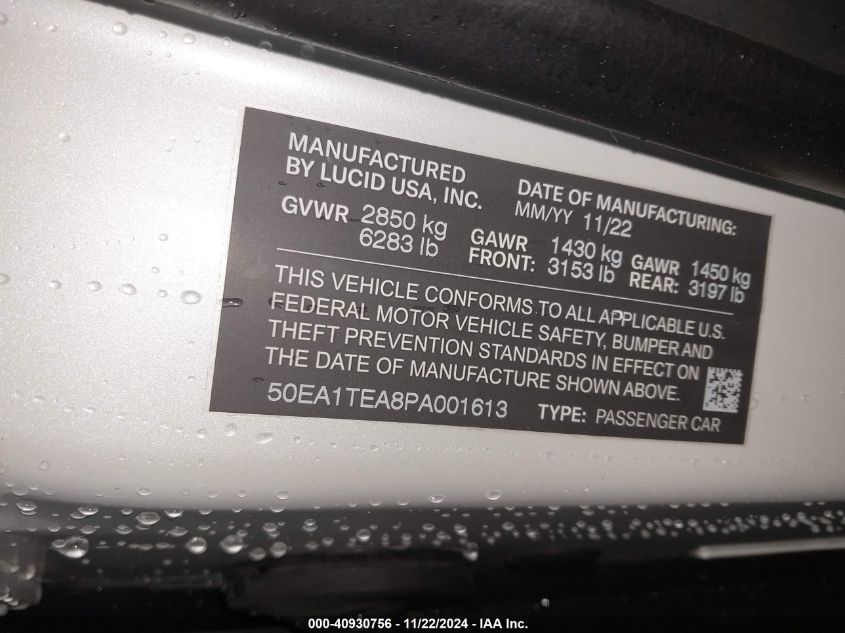 MANUFACTURED
BY LUCID USA, INC.
DATE OF MANUFACTURING:
MM/YY 11/22
GVWR 2850 kg
6283 lb
GAWR FRONT: 1430 kg
3153 lb
GAWR REAR: 1450 kg
3197 lb
THIS VEHICLE CONFORMS TO ALL APPLICABLE U.S.
FEDERAL MOTOR VEHICLE SAFETY, BUMPER AND
THEFT PREVENTION STANDARDS IN EFFECT ON
THE DATE OF MANUFACTURE SHOWN ABOVE.
50EA1TEA8PA001613
TYPE: PASSENGER CAR
000-40930756 - 11/22/2024 - IAA Inc.